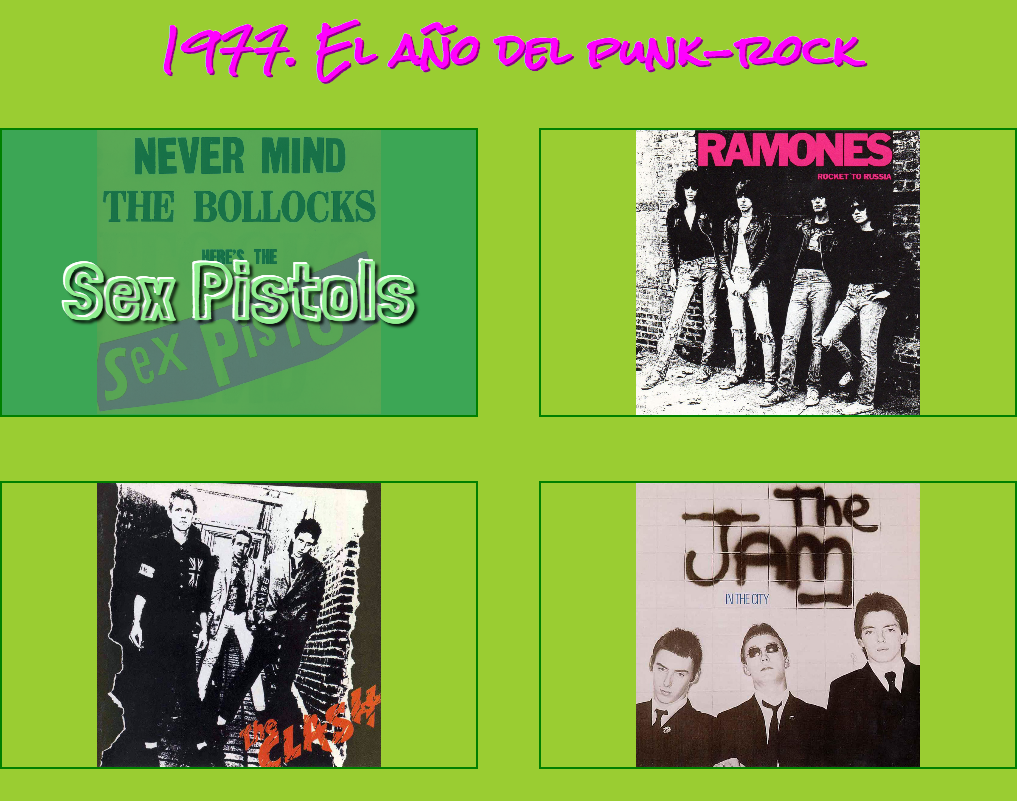 1977. El año del punk-rock
NEVER MIND
THE BOLLOCKS
HERE'S THE
Sex Pistols
Sex Pistols
RAMONES
ROCKET TO RUSSIA
The
CLASH
The
JAM
IN THE CITY